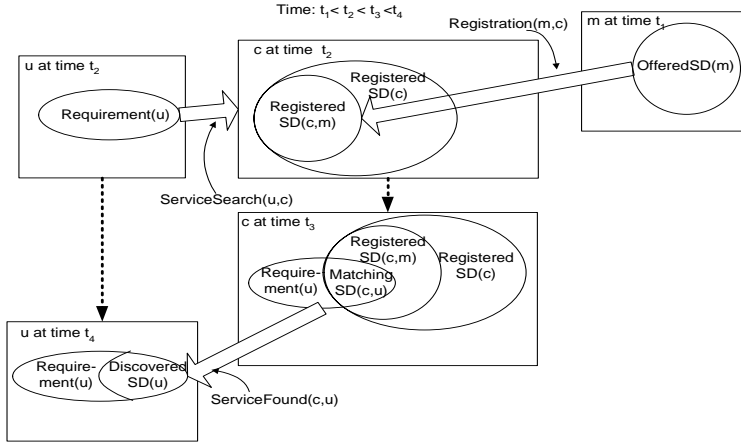 Time: t1< t2 < t3 <t4
Registration(m,c)
m at time t1
OfferedSD(m)
c at time t2
Registered
SD(c)
Registered
SD(c,m)
u at time t2
Requirement(u)
ServiceSearch(u,c)
c at time t3
Registered
SD(c,m)
Registered
SD(c)
Require-
ment(u)
Matching
SD(c,u)
u at time t4
Require-
ment(u)
Discovered
SD(u)
ServiceFound(c,u)